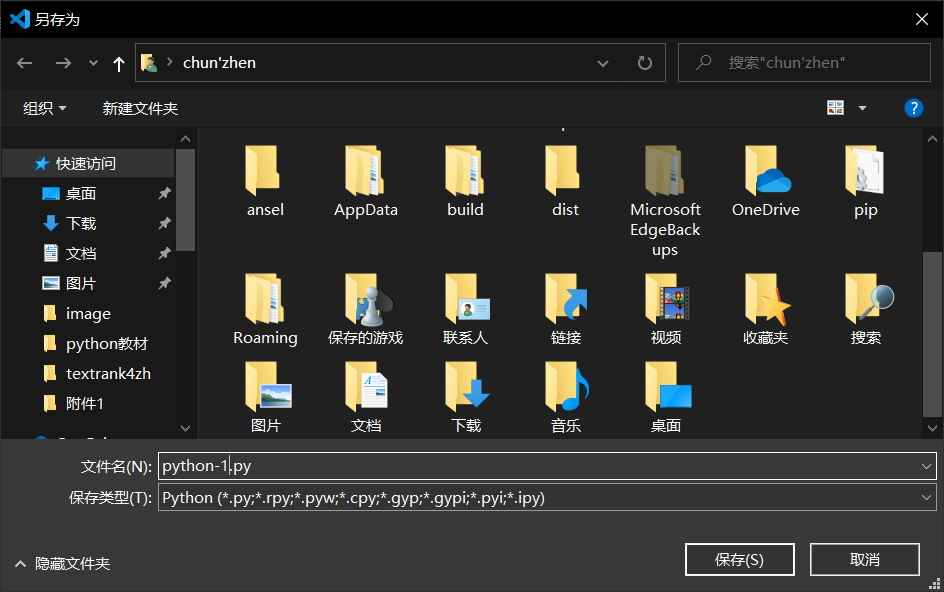 另存为
chun'zhen
搜索"chun'zhen"
组织
新建文件夹
?
快速访问
桌面
下载
文档
图片
image
python教材
textrank4zh
附件1
ansel
AppData
build
dist
Microsoft
EdgeBack
ups
OneDrive
pip
Roaming
保存的游戏
联系人
链接
视频
收藏夹
搜索
图片
文档
下载
音乐
桌面
文件名(N):
python-1.py
保存类型(T):
Python (*.py;*.rpy;*.pyw;*.cpy;*.gyp;*.gypi;*.pyi;*.ipy)
隐藏文件夹
保存(S)
取消